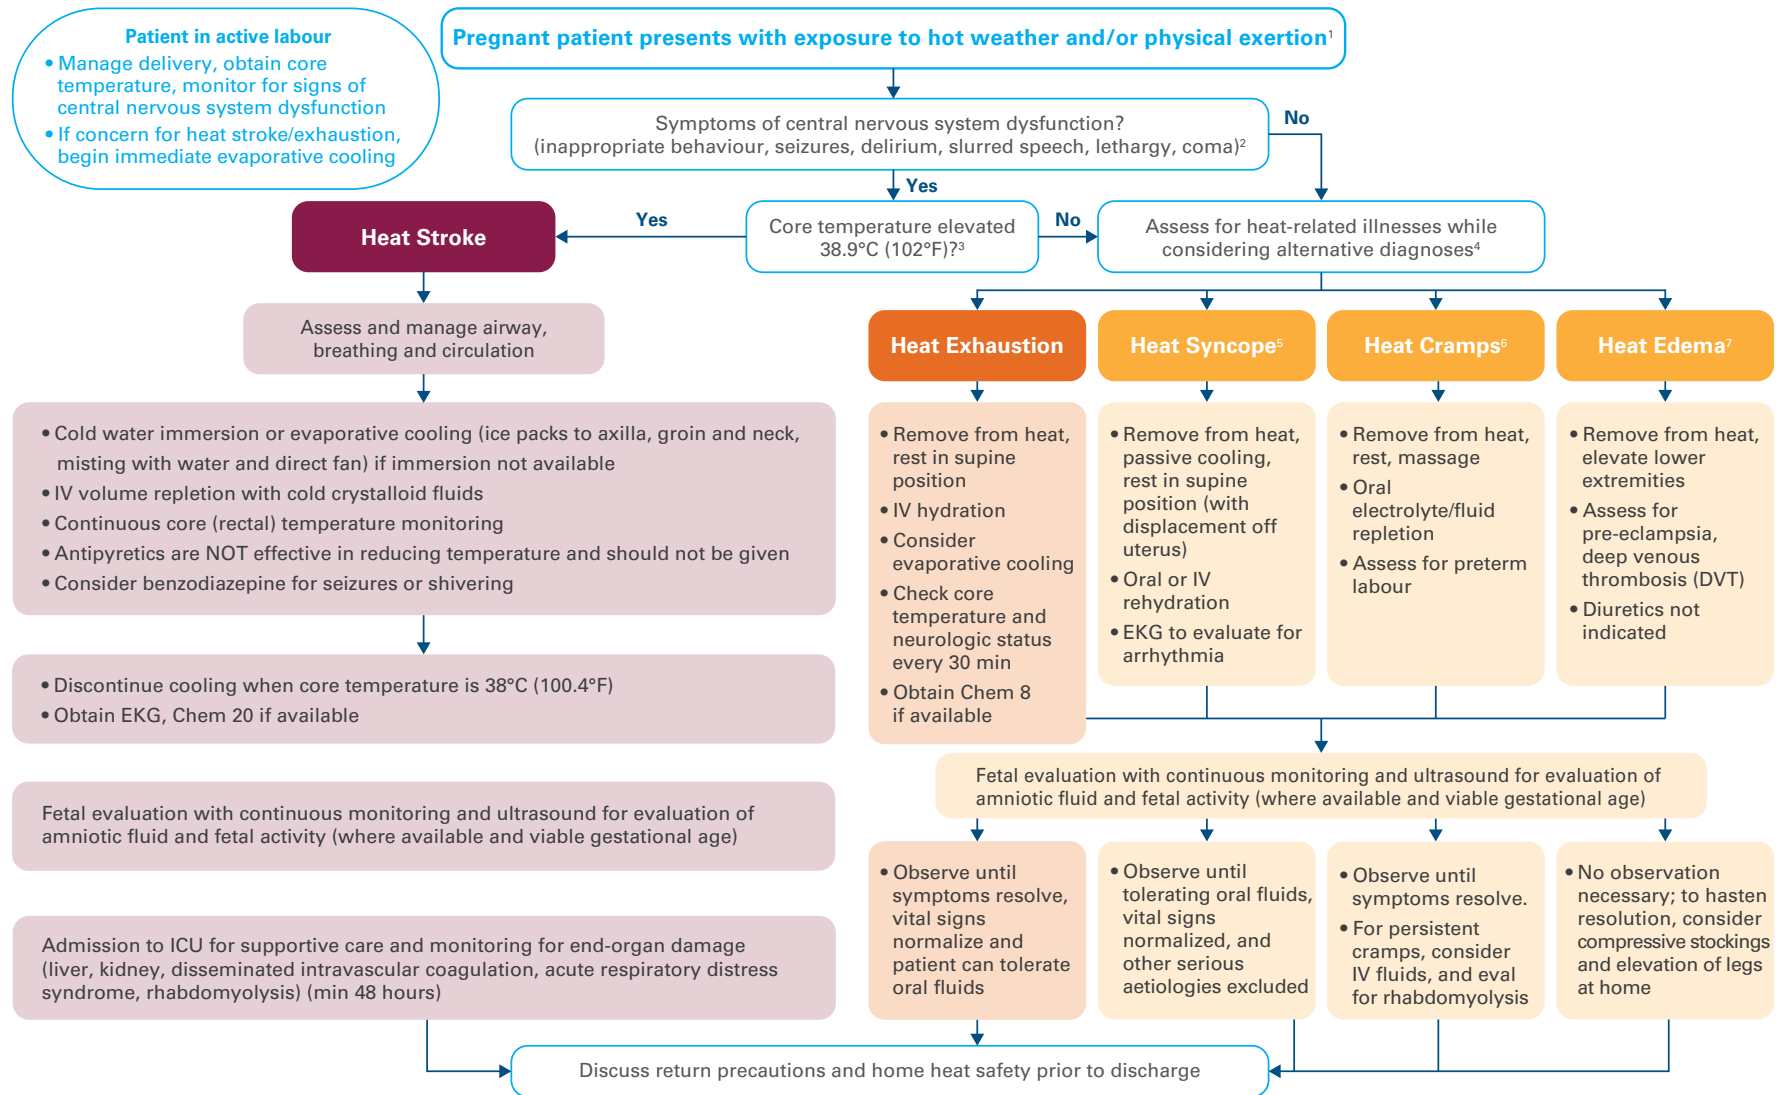 Patient in active labour
• Manage delivery, obtain core
temperature, monitor for signs of
central nervous system dysfunction
• If concern for heat stroke/exhaustion,
begin immediate evaporative cooling
Pregnant patient presents with exposure to hot weather and/or physical exertion¹
Symptoms of central nervous system dysfunction?
(inappropriate behaviour, seizures, delirium, slurred speech, lethargy, coma)²
No
Yes
Core temperature elevated
38.9°C (102°F)?³
Yes
No
Heat Stroke
Assess for heat-related illnesses while
considering alternative diagnoses⁴
Assess and manage airway,
breathing and circulation
• Cold water immersion or evaporative cooling (ice packs to axilla, groin and neck,
misting with water and direct fan) if immersion not available
• IV volume repletion with cold crystalloid fluids
• Continuous core (rectal) temperature monitoring
• Antipyretics are NOT effective in reducing temperature and should not be given
• Consider benzodiazepine for seizures or shivering
• Discontinue cooling when core temperature is 38°C (100.4°F)
• Obtain EKG, Chem 20 if available
Fetal evaluation with continuous monitoring and ultrasound for evaluation of
amniotic fluid and fetal activity (where available and viable gestational age)
Admission to ICU for supportive care and monitoring for end-organ damage
(liver, kidney, disseminated intravascular coagulation, acute respiratory distress
syndrome, rhabdomyolysis) (min 48 hours)
Heat Exhaustion
• Remove from heat,
rest in supine
position
• IV hydration
• Consider
evaporative cooling
• Check core
temperature and
neurologic status
every 30 min
• Obtain Chem 8
if available
Heat Syncope⁵
• Remove from heat,
passive cooling,
rest in supine
position (with
displacement off
uterus)
• Oral or IV
rehydration
• EKG to evaluate for
arrhythmia
Heat Cramps⁶
• Remove from heat,
rest, massage
• Oral
electrolyte/fluid
repletion
• Assess for preterm
labour
Heat Edema⁷
• Remove from heat,
elevate lower
extremities
• Assess for
pre-eclampsia,
deep venous
thrombosis (DVT)
• Diuretics not
indicated
Fetal evaluation with continuous monitoring and ultrasound for evaluation of
amniotic fluid and fetal activity (where available and viable gestational age)
• Observe until
symptoms resolve,
vital signs
normalize and
patient can tolerate
oral fluids
• Observe until
tolerating oral fluids,
vital signs
normalized, and
other serious
aetiologies excluded
• Observe until
symptoms resolve.
• For persistent
cramps, consider
IV fluids, and eval
for rhabdomyolysis
• No observation
necessary; to hasten
resolution, consider
compressive stockings
and elevation of legs
at home
Discuss return precautions and home heat safety prior to discharge